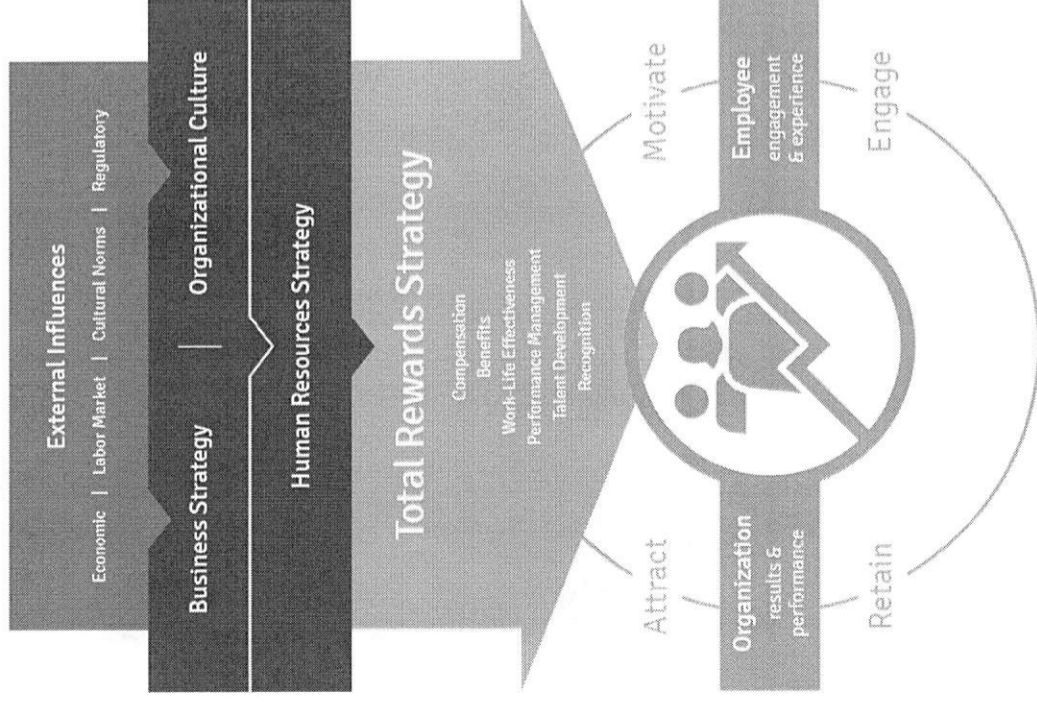 External Influences
Economic | Labor Market | Cultural Norms | Regulatory
Business Strategy | Organizational Culture
Human Resources Strategy
Total Rewards Strategy
Compensation
Benefits
Work-Life Effectiveness
Performance Management
Talent Development
Recognition
Attract
Motivate
Organization
results &
performance
Employee
engagement
& experience
Retain
Engage